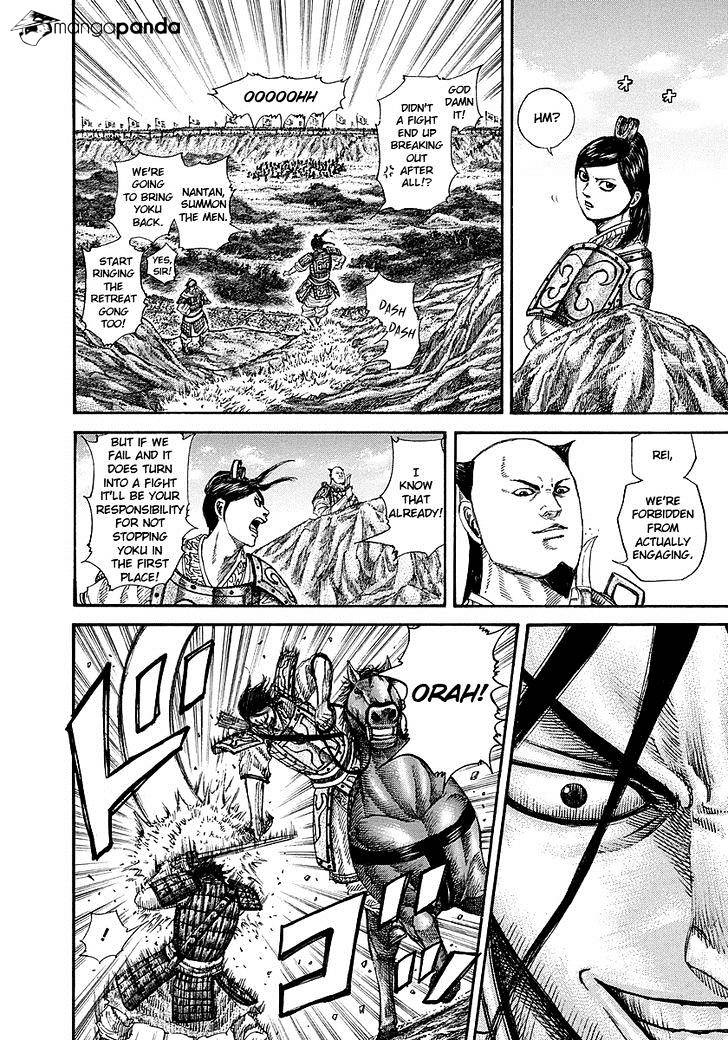 mangapanda
HM?
GOD
DAMN
IT!
DIDN'T
A FIGHT
END UP
BREAKING
OUT
AFTER
ALL!?
OOOOOHH
NANTAN,
SUMMON
THE MEN.
WE'RE
GOING
TO BRING
YOKU
BACK.
YES,
SIR!
START
RINGING
THE
RETREAT
GONG
TOO!
DASH
DASH
REI,
WE'RE
FORBIDDEN
FROM
ACTUALLY
ENGAGING.
I
KNOW
THAT
ALREADY!
BUT IF WE
FAIL AND IT
DOES TURN
INTO A FIGHT
IT'LL BE YOUR
RESPONSIBILITY
FOR NOT
STOPPING
YOKU IN
THE FIRST
PLACE!
ORAH!
ドゴッ
!